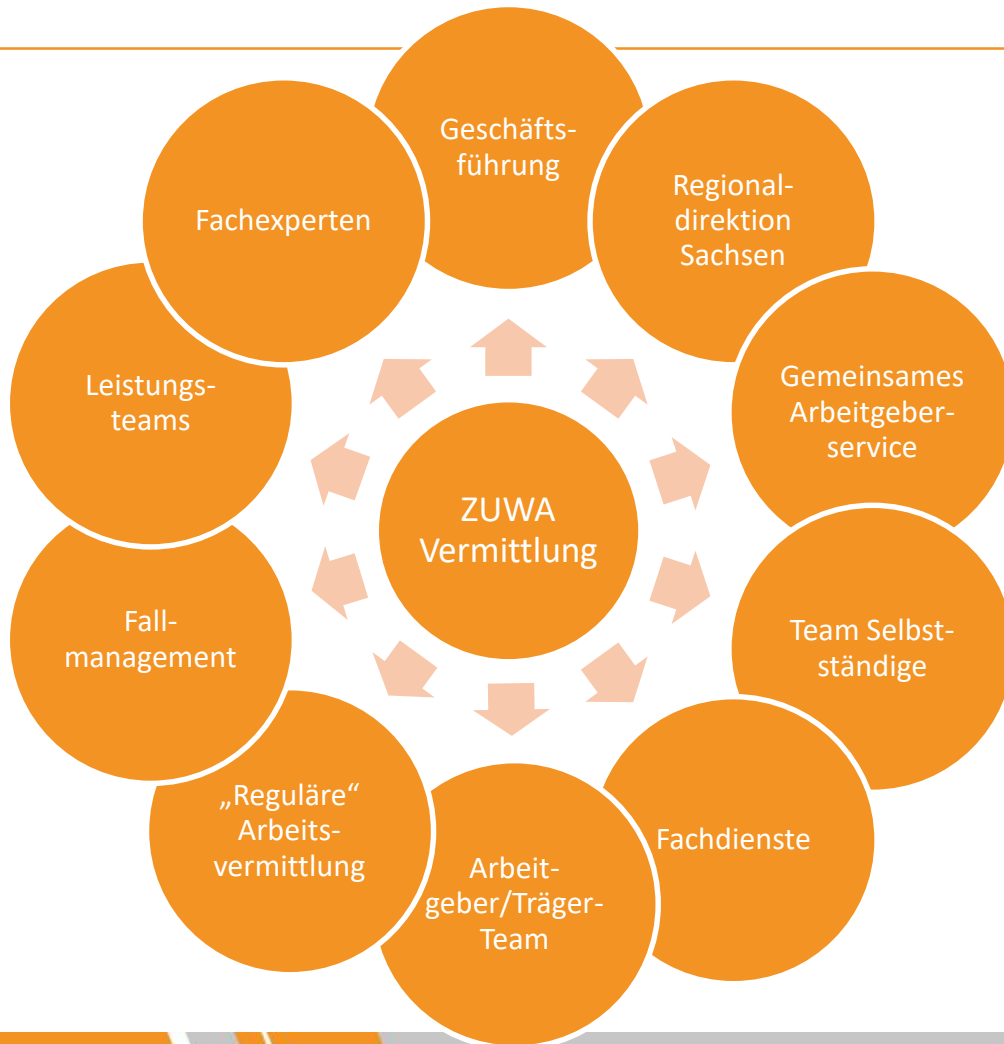 Geschäfts-
führung
Regional-
direktion
Sachsen
Gemeinsames
Arbeitgeber-
service
Team Selbst-
ständige
Fachdienste
Arbeit-
geber/Träger-
Team
„Reguläre“
Arbeits-
vermittlung
Fall-
management
Leistungs-
teams
Fachexperten
ZUWA
Vermittlung